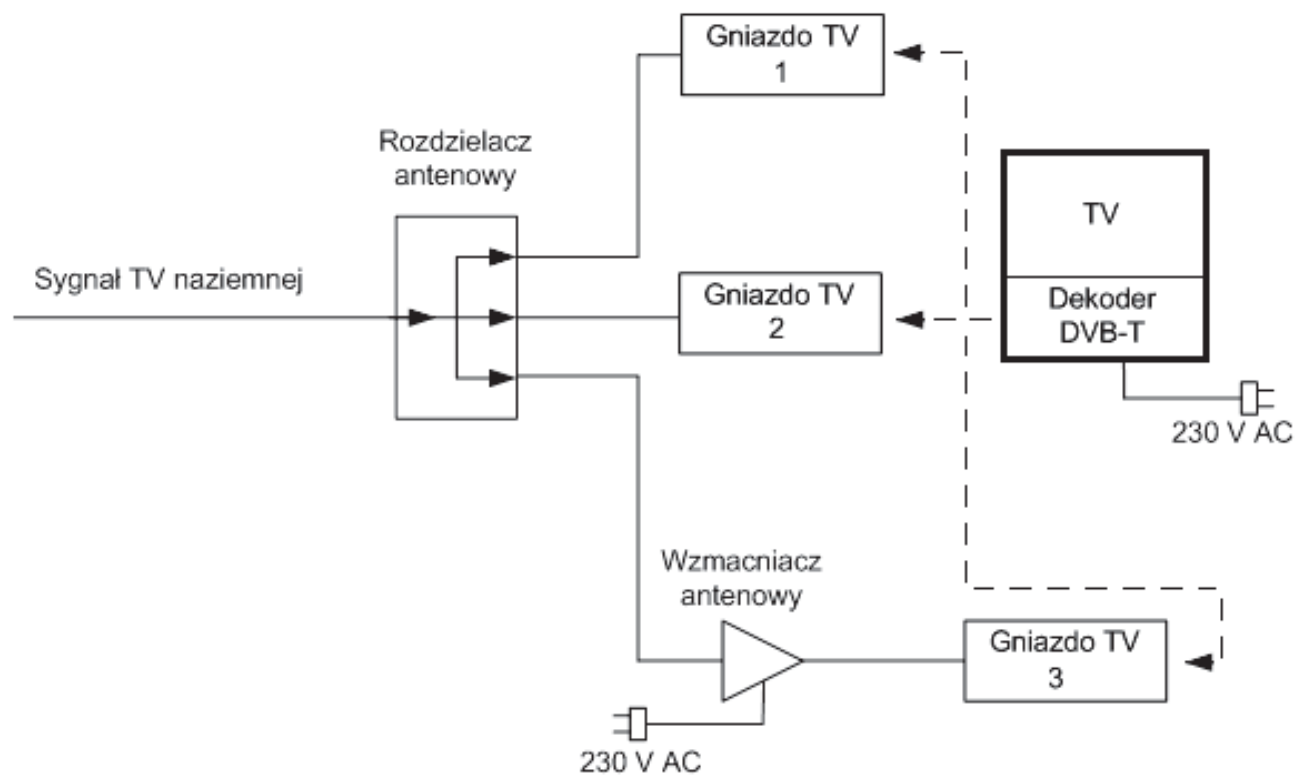 Gniazdo TV
1
Rozdzielacz
antenowy
TV
Sygnał TV naziemnej
Gniazdo TV
2
Dekoder
DVB-T
230 V AC
Wzmacniacz
antenowy
Gniazdo TV
3
230 V AC